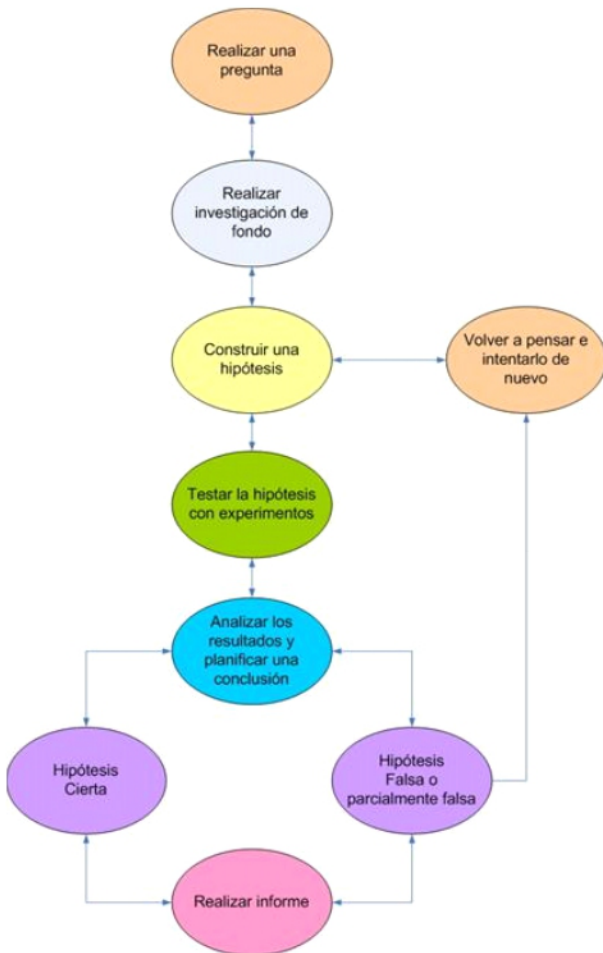 Realizar una
pregunta
Realizar
investigación de
fondo
Construir una
hipótesis
Volver a pensar e
intentarlo de
nuevo
Testar la hipótesis
con experimentos
Analizar los
resultados y
planificar una
conclusión
Hipótesis
Cierta
Hipótesis
Falsa o
parcialmente falsa
Realizar informe